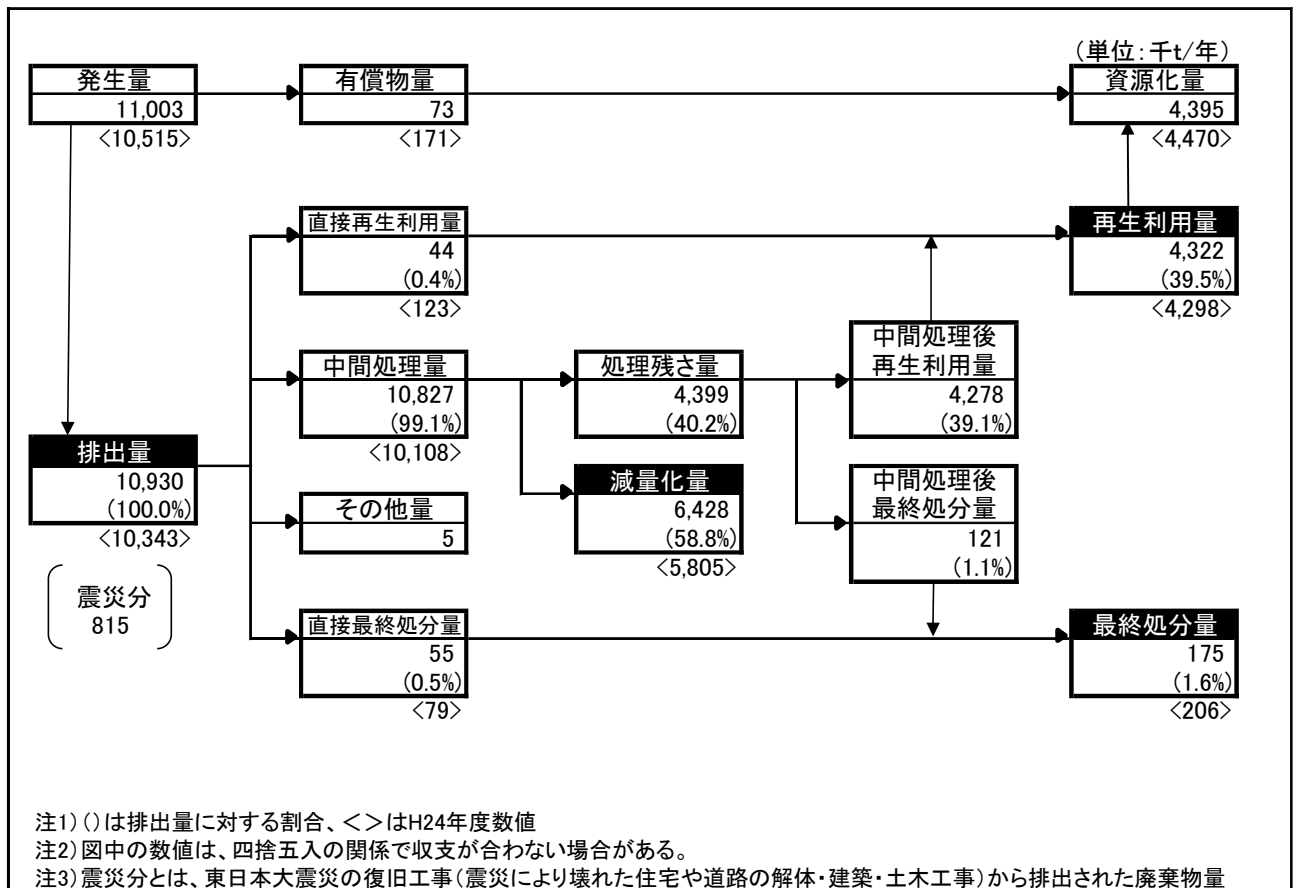 (単位:千t/年)
発生量
11,003
<10,515>
有償物量
73
<171>
資源化量
4,395
<4,470>
直接再生利用量
44
(0.4%)
<123>
再生利用量
4,322
(39.5%)
<4,298>
中間処理量
10,827
(99.1%)
<10,108>
処理残さ量
4,399
(40.2%)
中間処理後
再生利用量
4,278
(39.1%)
排出量
10,930
(100.0%)
<10,343>
震災分
815
その他量
5
減量化量
6,428
(58.8%)
<5,805>
中間処理後
最終処分量
121
(1.1%)
直接最終処分量
55
(0.5%)
<79>
最終処分量
175
(1.6%)
<206>
注1)()は排出量に対する割合、<>はH24年度数値
注2)図中の数値は、四捨五入の関係で収支が合わない場合がある。
注3)震災分とは、東日本大震災の復旧工事(震災により壊れた住宅や道路の解体・建築・土木工事)から排出された廃棄物量